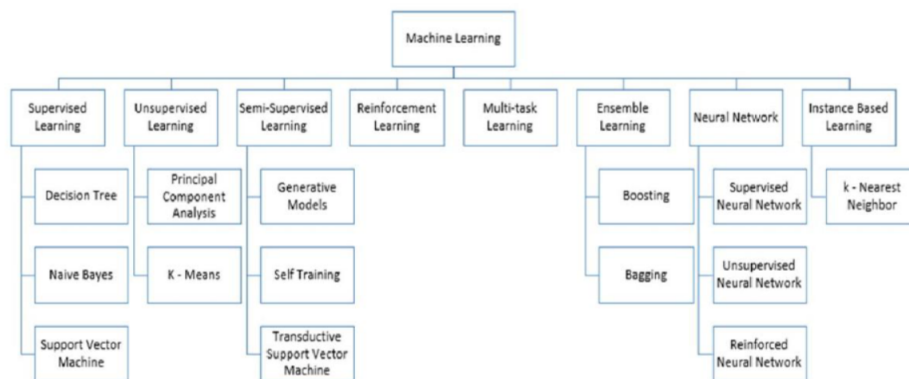 Machine Learning
Supervised
Learning
Unsupervised
Learning
Semi-Supervised
Learning
Reinforcement
Learning
Multi-task
Learning
Ensemble
Learning
Neural Network
Instance Based
Learning
Decision Tree
Naive Bayes
Support Vector
Machine
Principal
Component
Analysis
K - Means
Generative
Models
Self Training
Transductive
Support Vector
Machine
Boosting
Bagging
Supervised
Neural Network
Unsupervised
Neural Network
Reinforced
Neural Network
k - Nearest
Neighbor